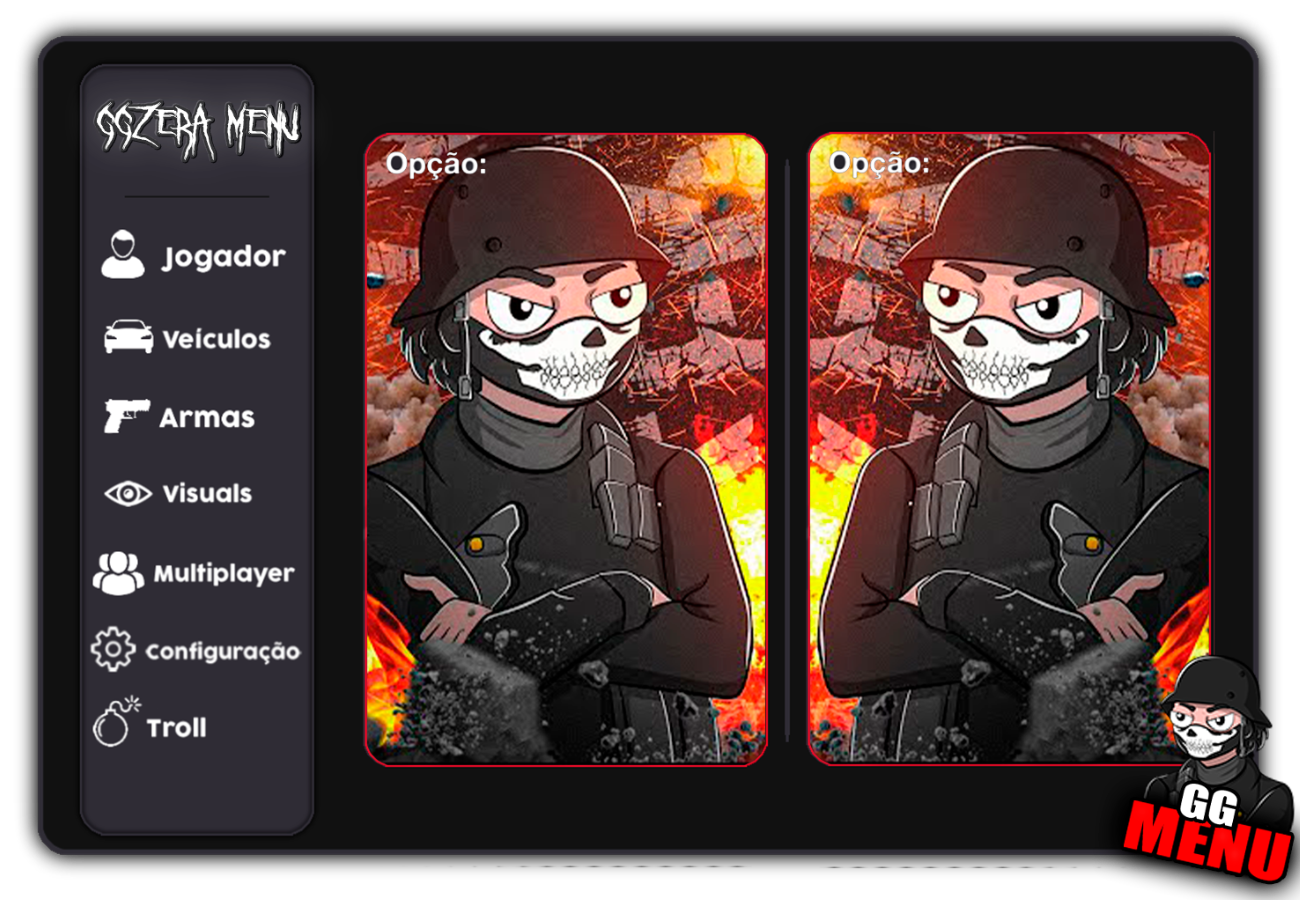 GGZERA MENU
Jogador
Veículos
Armas
Visuals
Multiplayer
Configuração
Troll
Opção:
Opção:
GG
MENU